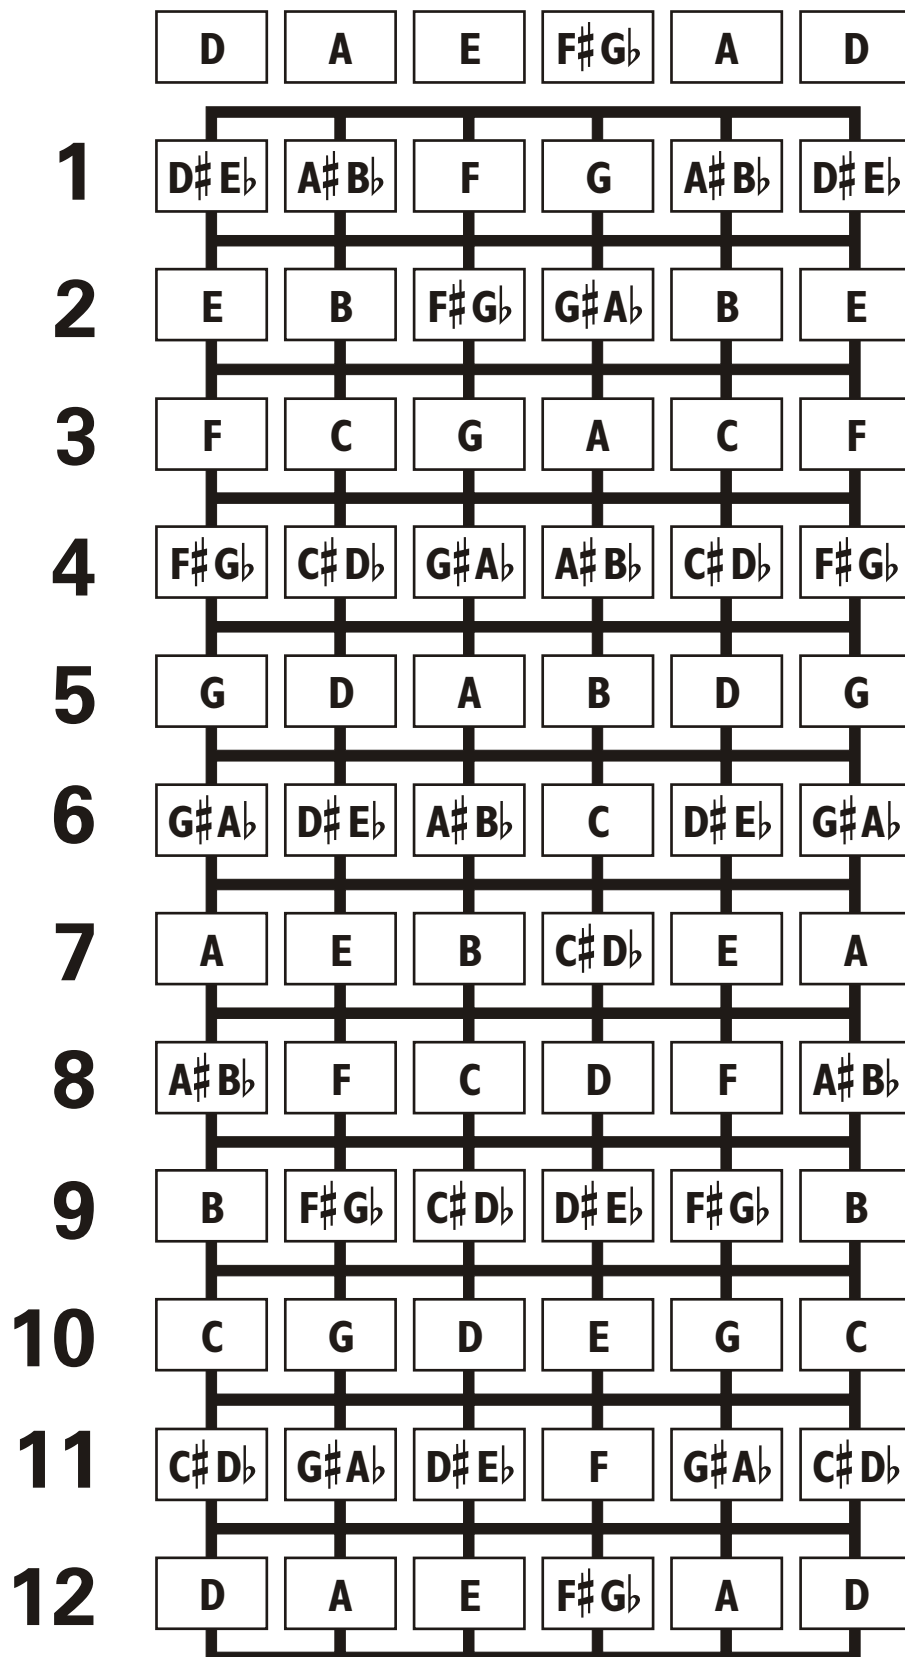 D A E F♯G♭ A D
1 D♯E♭ A♯B♭ F G A♯B♭ D♯E♭
2 E B F♯G♭ G♯A♭ B E
3 F C G A C F
4 F♯G♭ C♯D♭ G♯A♭ A♯B♭ C♯D♭ F♯G♭
5 G D A B D G
6 G♯A♭ D♯E♭ A♯B♭ C D♯E♭ G♯A♭
7 A E B C♯D♭ E A
8 A♯B♭ F C D F A♯B♭
9 B F♯G♭ C♯D♭ D♯E♭ F♯G♭ B
10 C G D E G C
11 C♯D♭ G♯A♭ D♯E♭ F G♯A♭ C♯D♭
12 D A E F♯G♭ A D